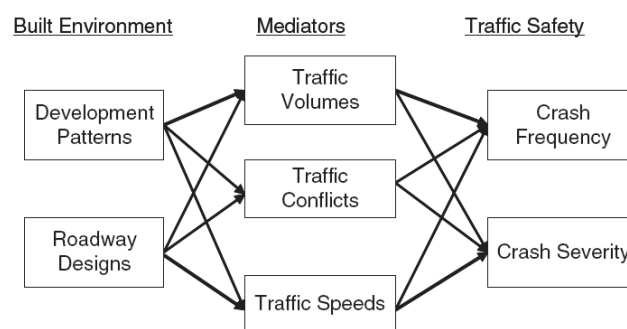 Built Environment
Mediators
Traffic Safety
Development
Patterns
Roadway
Designs
Traffic
Volumes
Traffic
Conflicts
Traffic Speeds
Crash
Frequency
Crash Severity